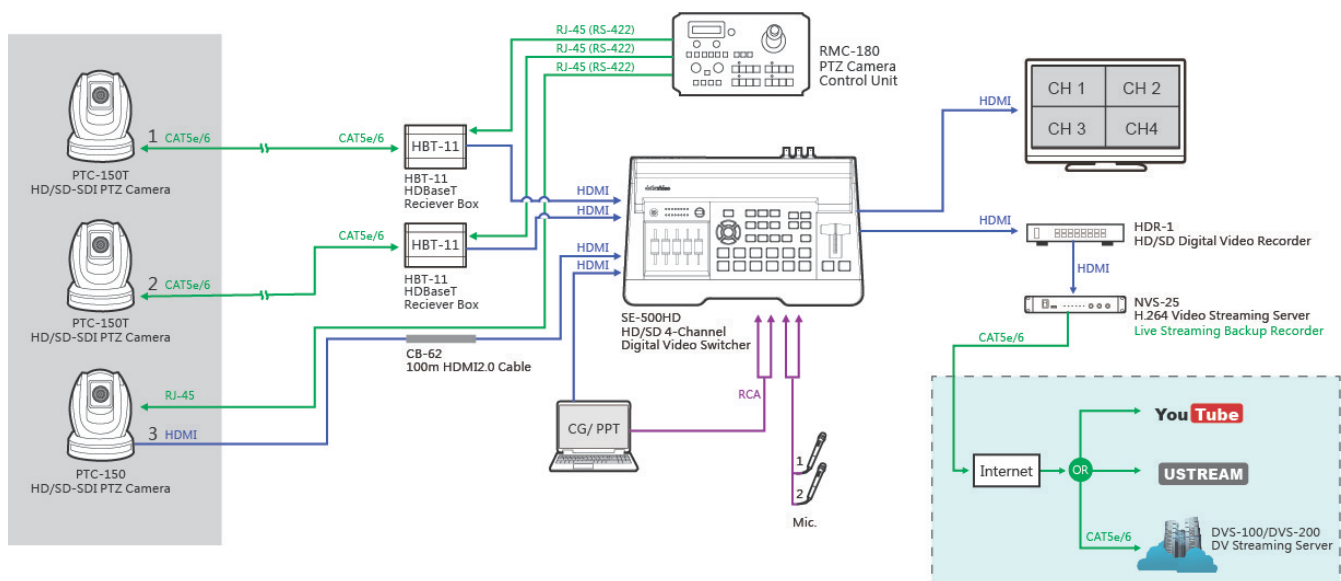 1 CAT5e/6
PTC-150T
HD/SD-SDI PTZ Camera
2 CAT5e/6
PTC-150T
HD/SD-SDI PTZ Camera
RJ-45
3 HDMI
PTC-150
HD/SD-SDI PTZ Camera
CAT5e/6
HBT-11
HBT-11
HDBaseT
Reciever Box
CAT5e/6
HBT-11
HBT-11
HDBaseT
Reciever Box
CB-62
100m HDMI2.0 Cable
RJ-45 (RS-422)
RJ-45 (RS-422)
RJ-45 (RS-422)
RMC-180
PTZ Camera
Control Unit
HDMI
HDMI
HDMI
HDMI
datavideo
SE-500HD
HD/SD 4-Channel
Digital Video Switcher
CG/ PPT
RCA
1
2
Mic.
HDMI
CH 1 CH 2
CH 3 CH4
HDMI
HDR-1
HD/SD Digital Video Recorder
HDMI
NVS-25
H.264 Video Streaming Server
Live Streaming Backup Recorder
CAT5e/6
Internet
OR
YouTube
USTREAM
CAT5e/6
DVS-100/DVS-200
DV Streaming Server